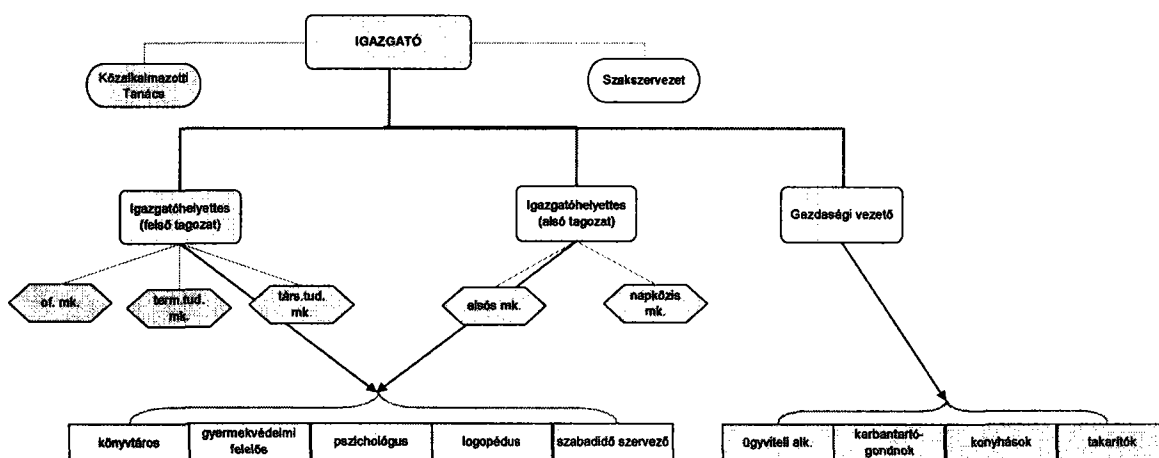 IGAZGATÓ
Közalkalmazotti
Tanács
Szakszervezet
Igazgatóhelyettes
(felső tagozat)
Igazgatóhelyettes
(alsó tagozat)
Gazdasági vezető
of. mk.
term.tud.
mk.
társ.tud.
mk.
alsós mk.
napközis
mk.
könyvtáros
gyermekvédelmi
felelős
pszichológus
logopédus
szabadidő szervező
ügyviteli alk.
karbantartó-
gondnok
konyhások
takarítók